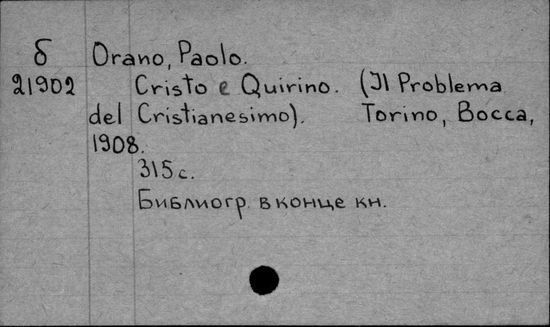 б Orano, Paolo.
21902 Cristo e Quirino. (Il Problema
del Cristianesimo). Torino, Bocca,
1908.
315 с.
Библиогр. в конце кн.